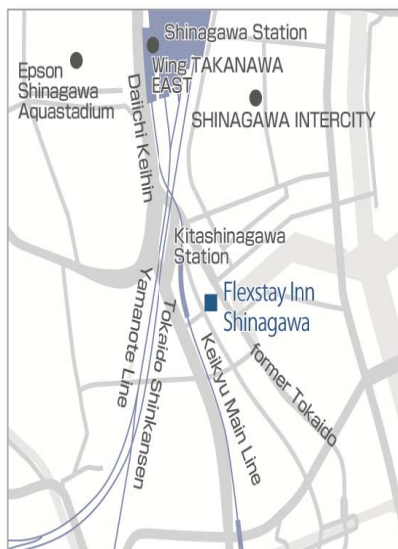 Shinagawa Station
Epson
Shinagawa
Aquastadium
Wing TAKANAWA
EAST
Daiichi Keihin
SHINAGAWA INTERCITY
Kitashinagawa
Station
Flexstay Inn
Shinagawa
Yamanote Line
Tokaido Shinkansen
Keikyu Main Line
former Tokaido